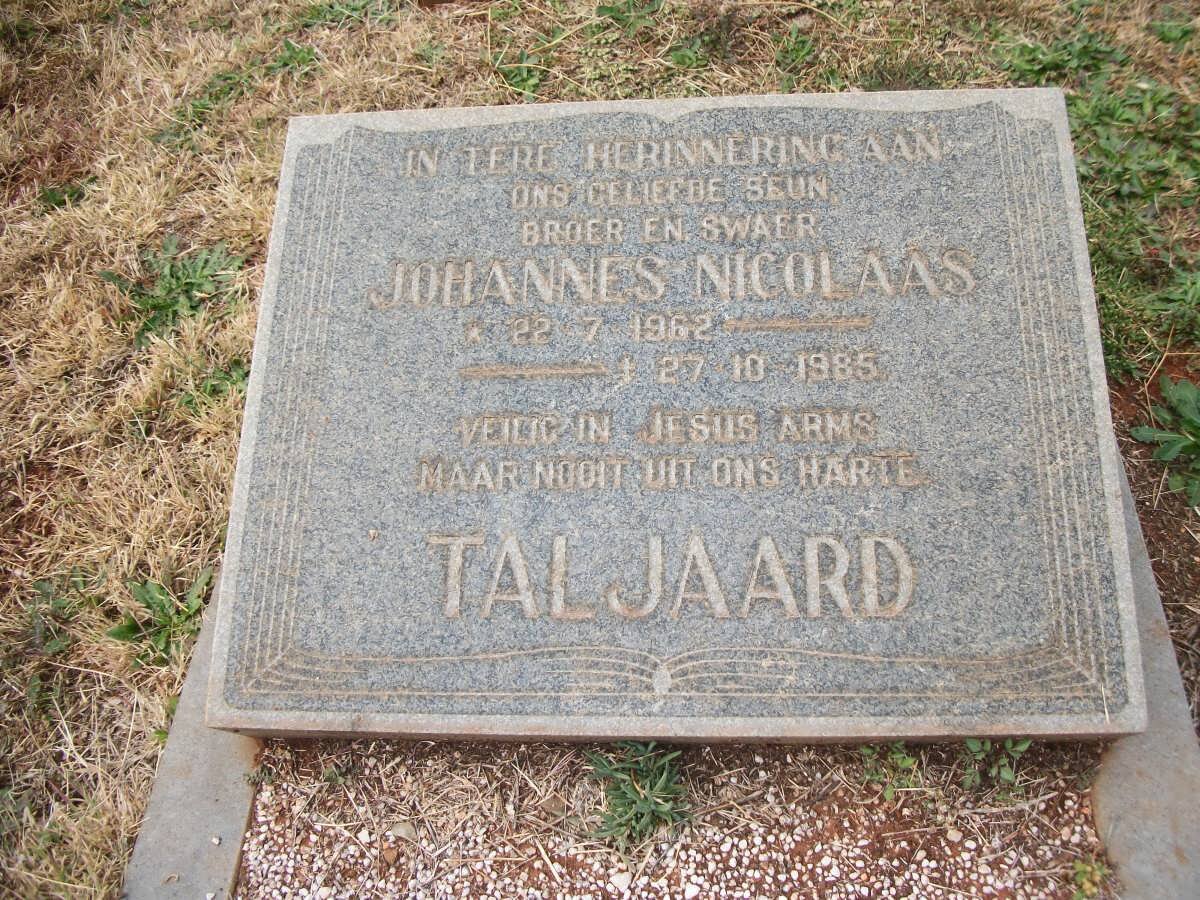 IN TERE HERINNERING AAN
ONS GELIEFDE SEUN,
BROER EN SWAER
JOHANNES NICOLAAS
* 22-7-1962
† 27-10-1985.
VEILIG IN JESUS ARMS
MAAR NOOIT UIT ONS HARTE.
TALJAARD